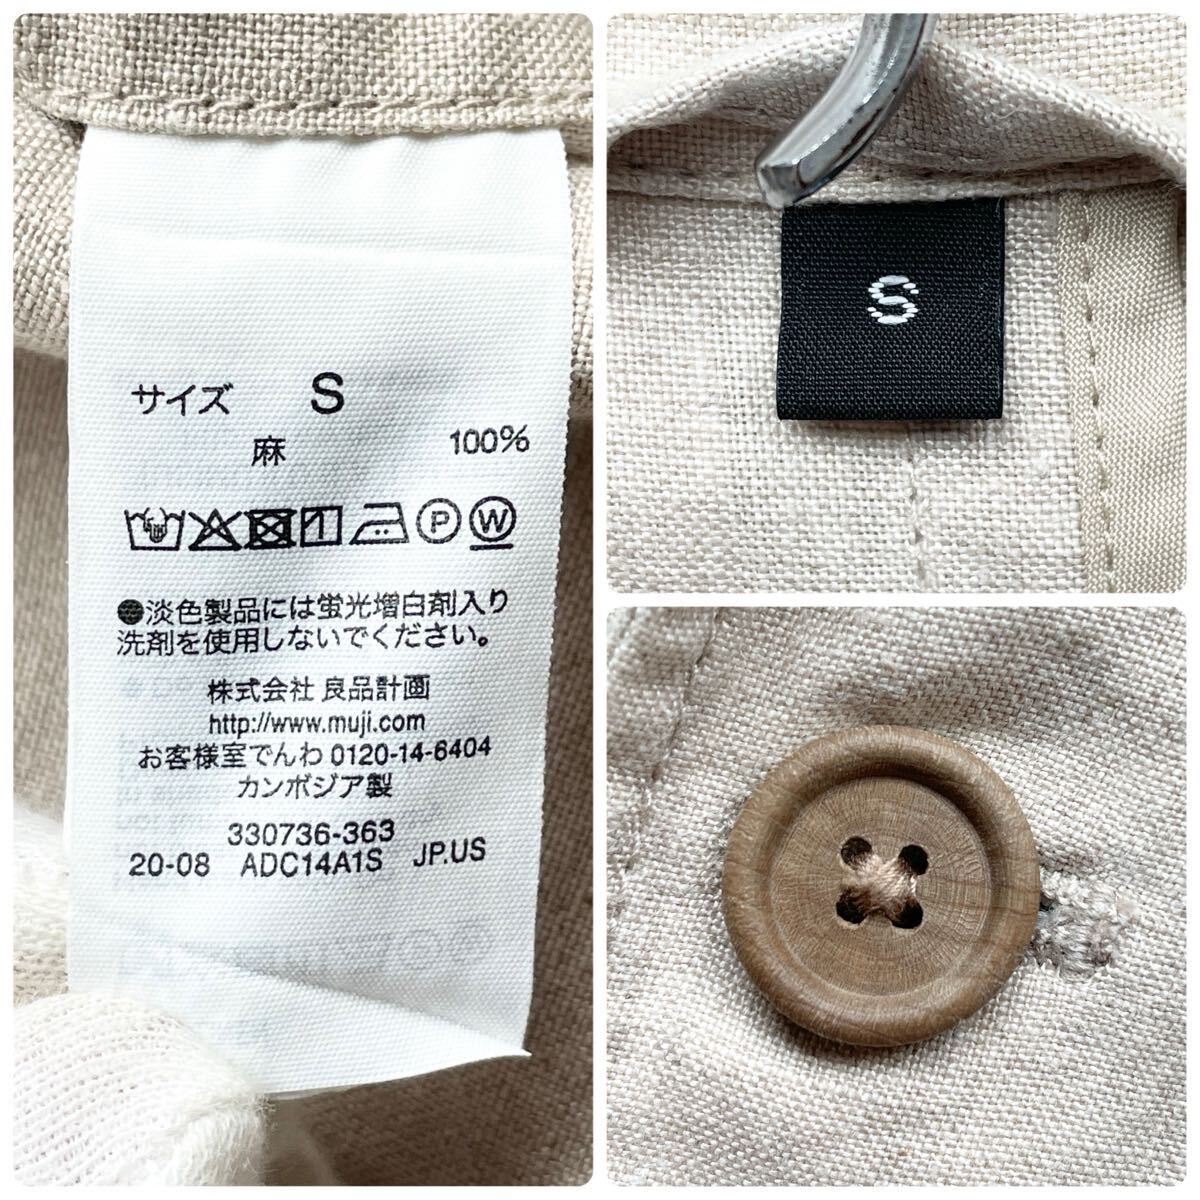 サイズ S
麻 100%
P W
●淡色製品には蛍光増白剤入り
洗剤を使用しないでください。
株式会社 良品計画
http://www.muji.com
お客様室でんわ 0120-14-6404
カンボジア製
330736-363
20-08 ADC14A1S JP.US
S